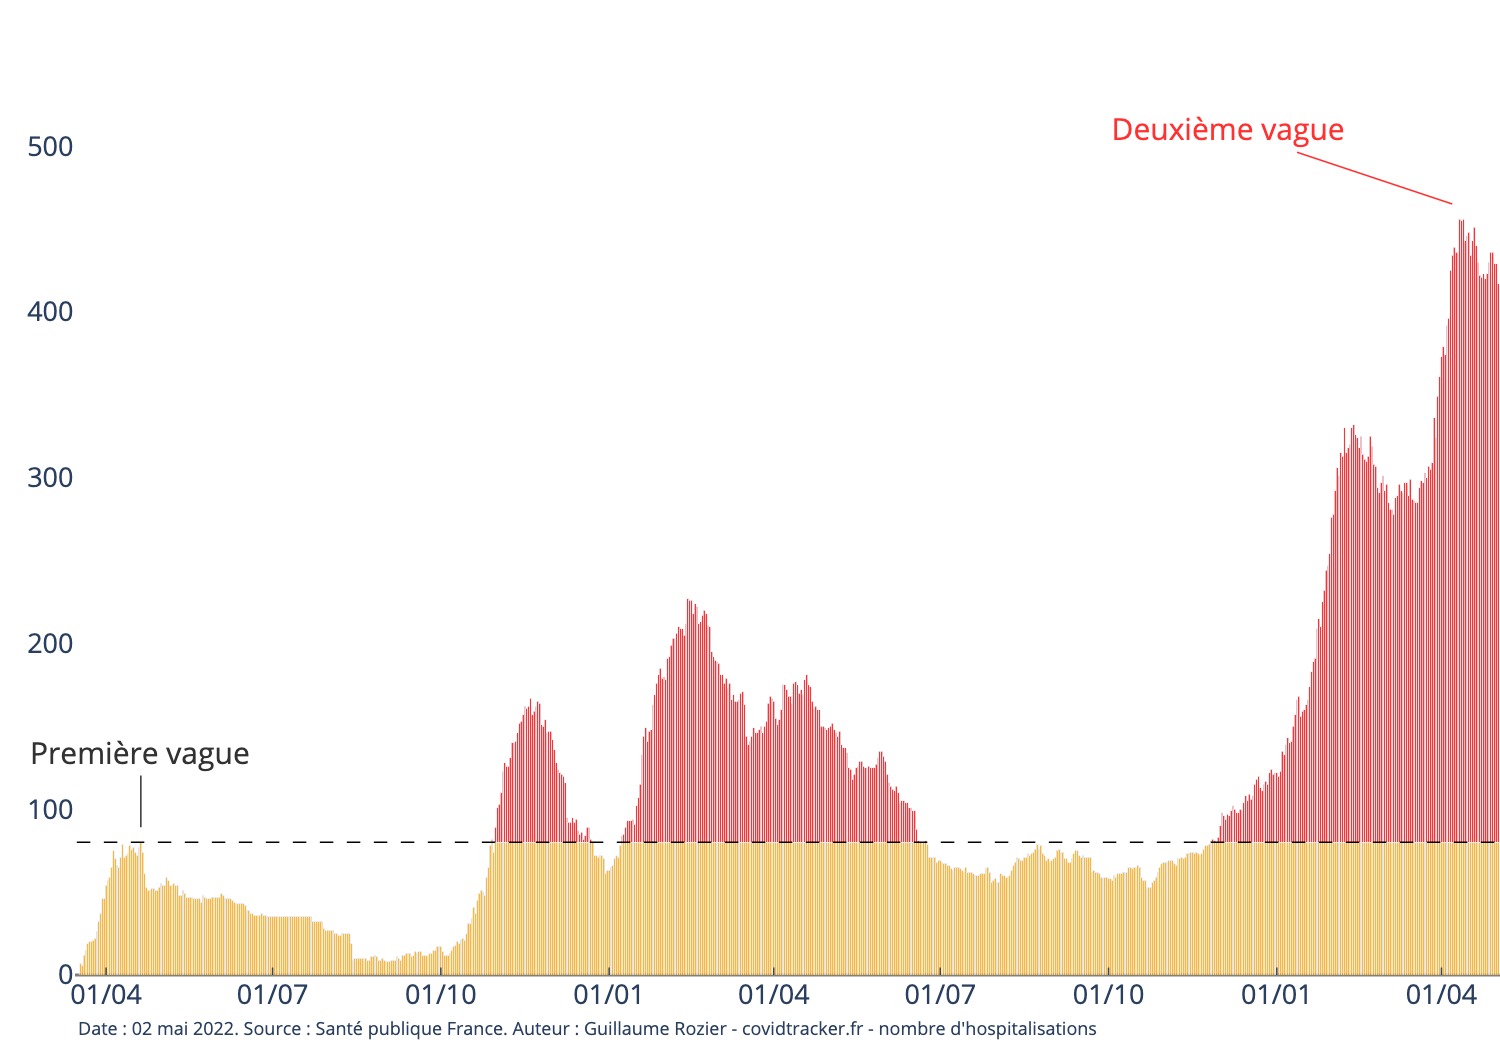 Deuxième vague
500
400
300
200
Première vague
100
0
01/04 01/07 01/10 01/01 01/04 01/07 01/10 01/01 01/04
Date : 02 mai 2022. Source : Santé publique France. Auteur : Guillaume Rozier - covidtracker.fr - nombre d'hospitalisations